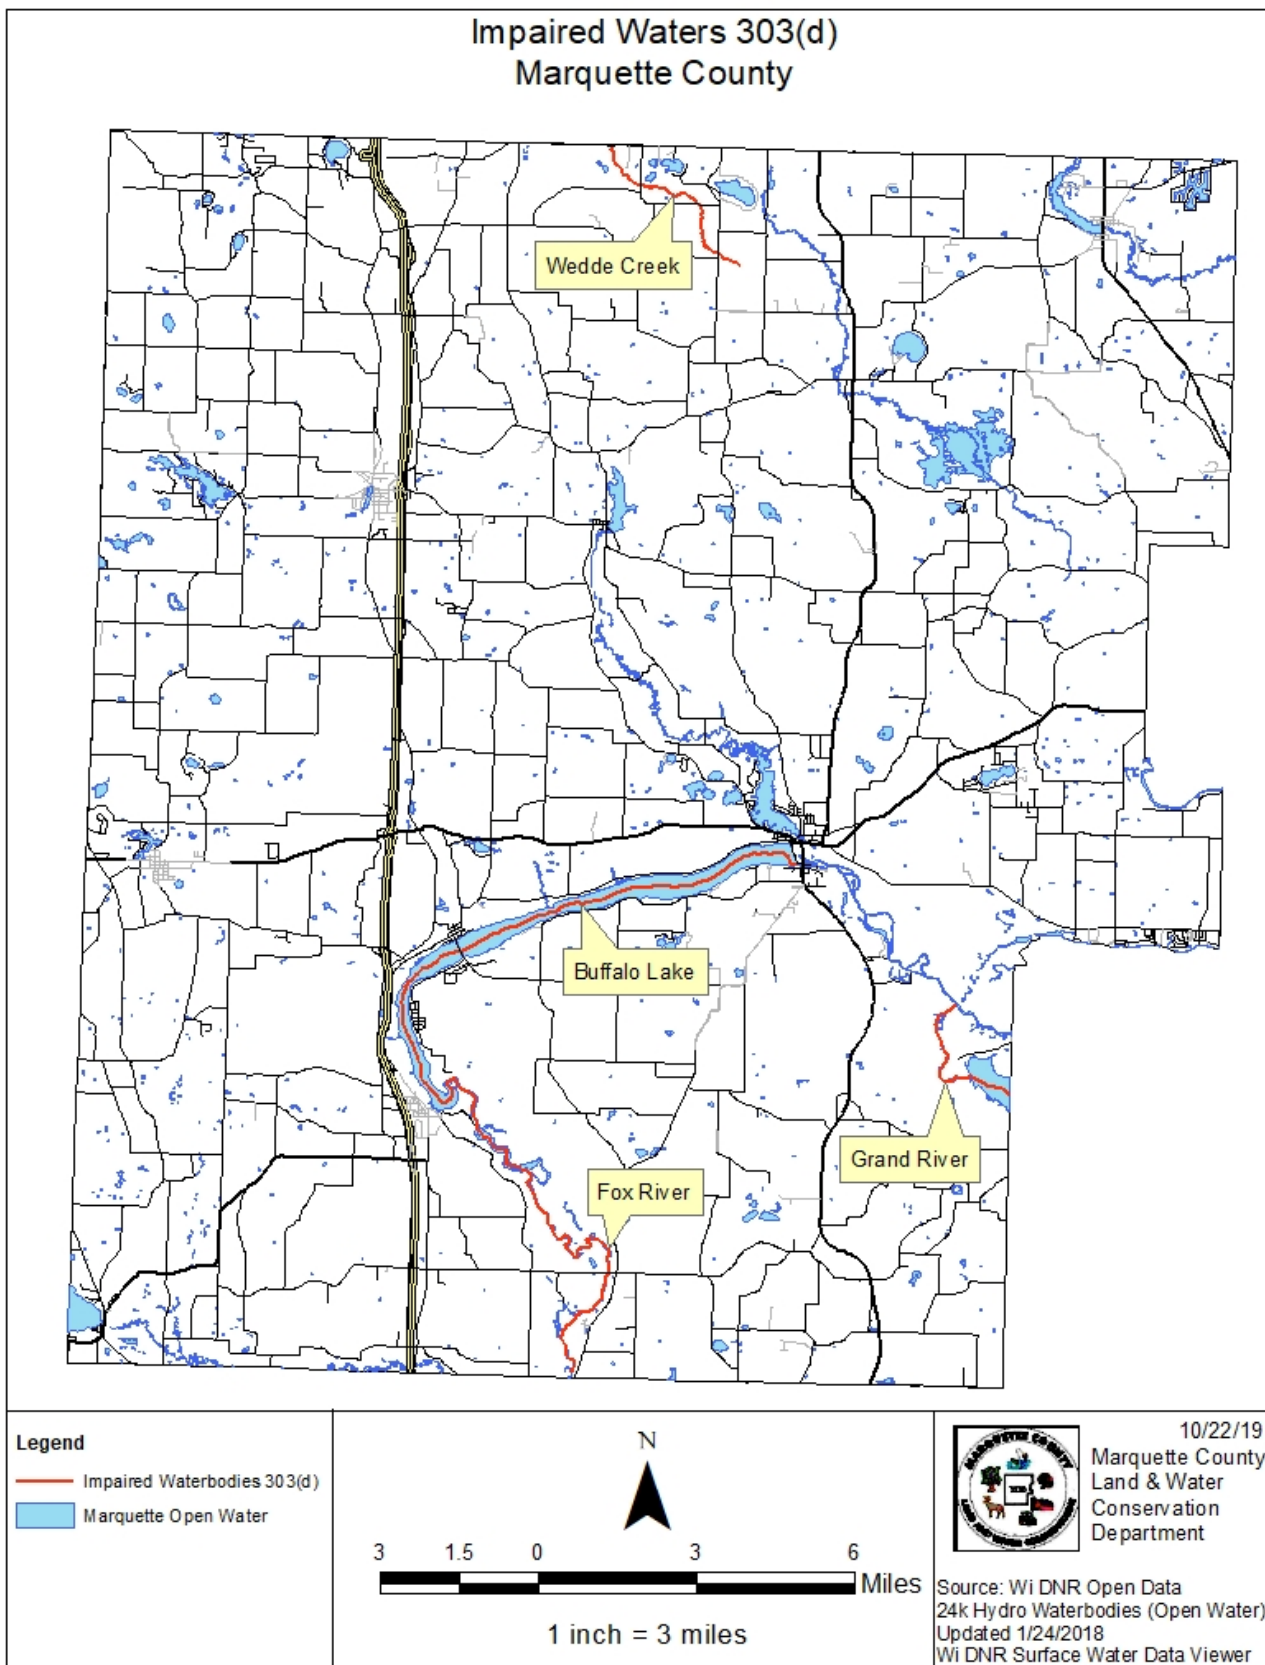 Impaired Waters 303(d)
Marquette County
Wedde Creek
Buffalo Lake
Grand River
Fox River
Legend
Impaired Waterbodies 303(d)
Marquette Open Water
N
3 1.5 0 3 6
Miles
1 inch = 3 miles
MARQUETTE COUNTY
10/22/19
Marquette County
Land & Water
Conservation
Department
Source: Wi DNR Open Data
24k Hydro Waterbodies (Open Water)
Updated 1/24/2018
Wi DNR Surface Water Data Viewer